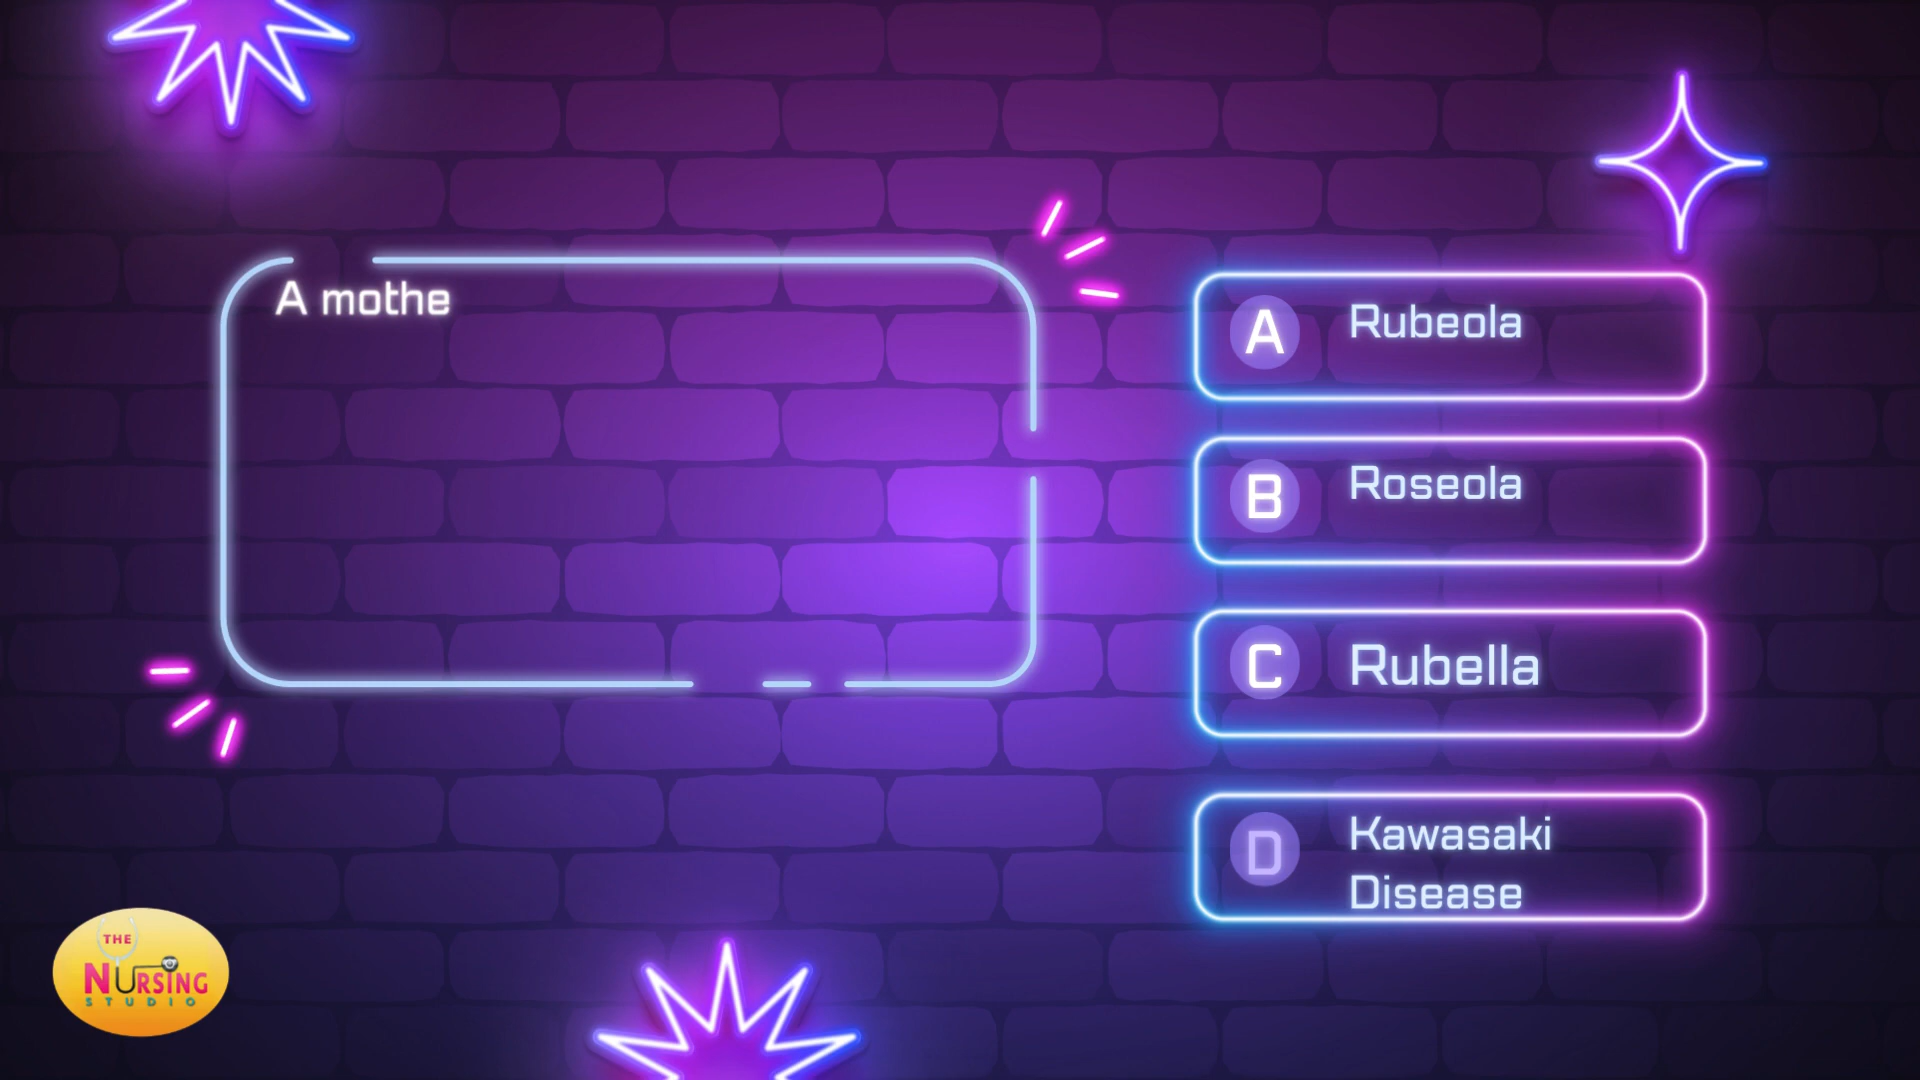 A mothe
A Rubeola
B Roseola
C Rubella
D Kawasaki
Disease
THE
NURSING
STUDIO